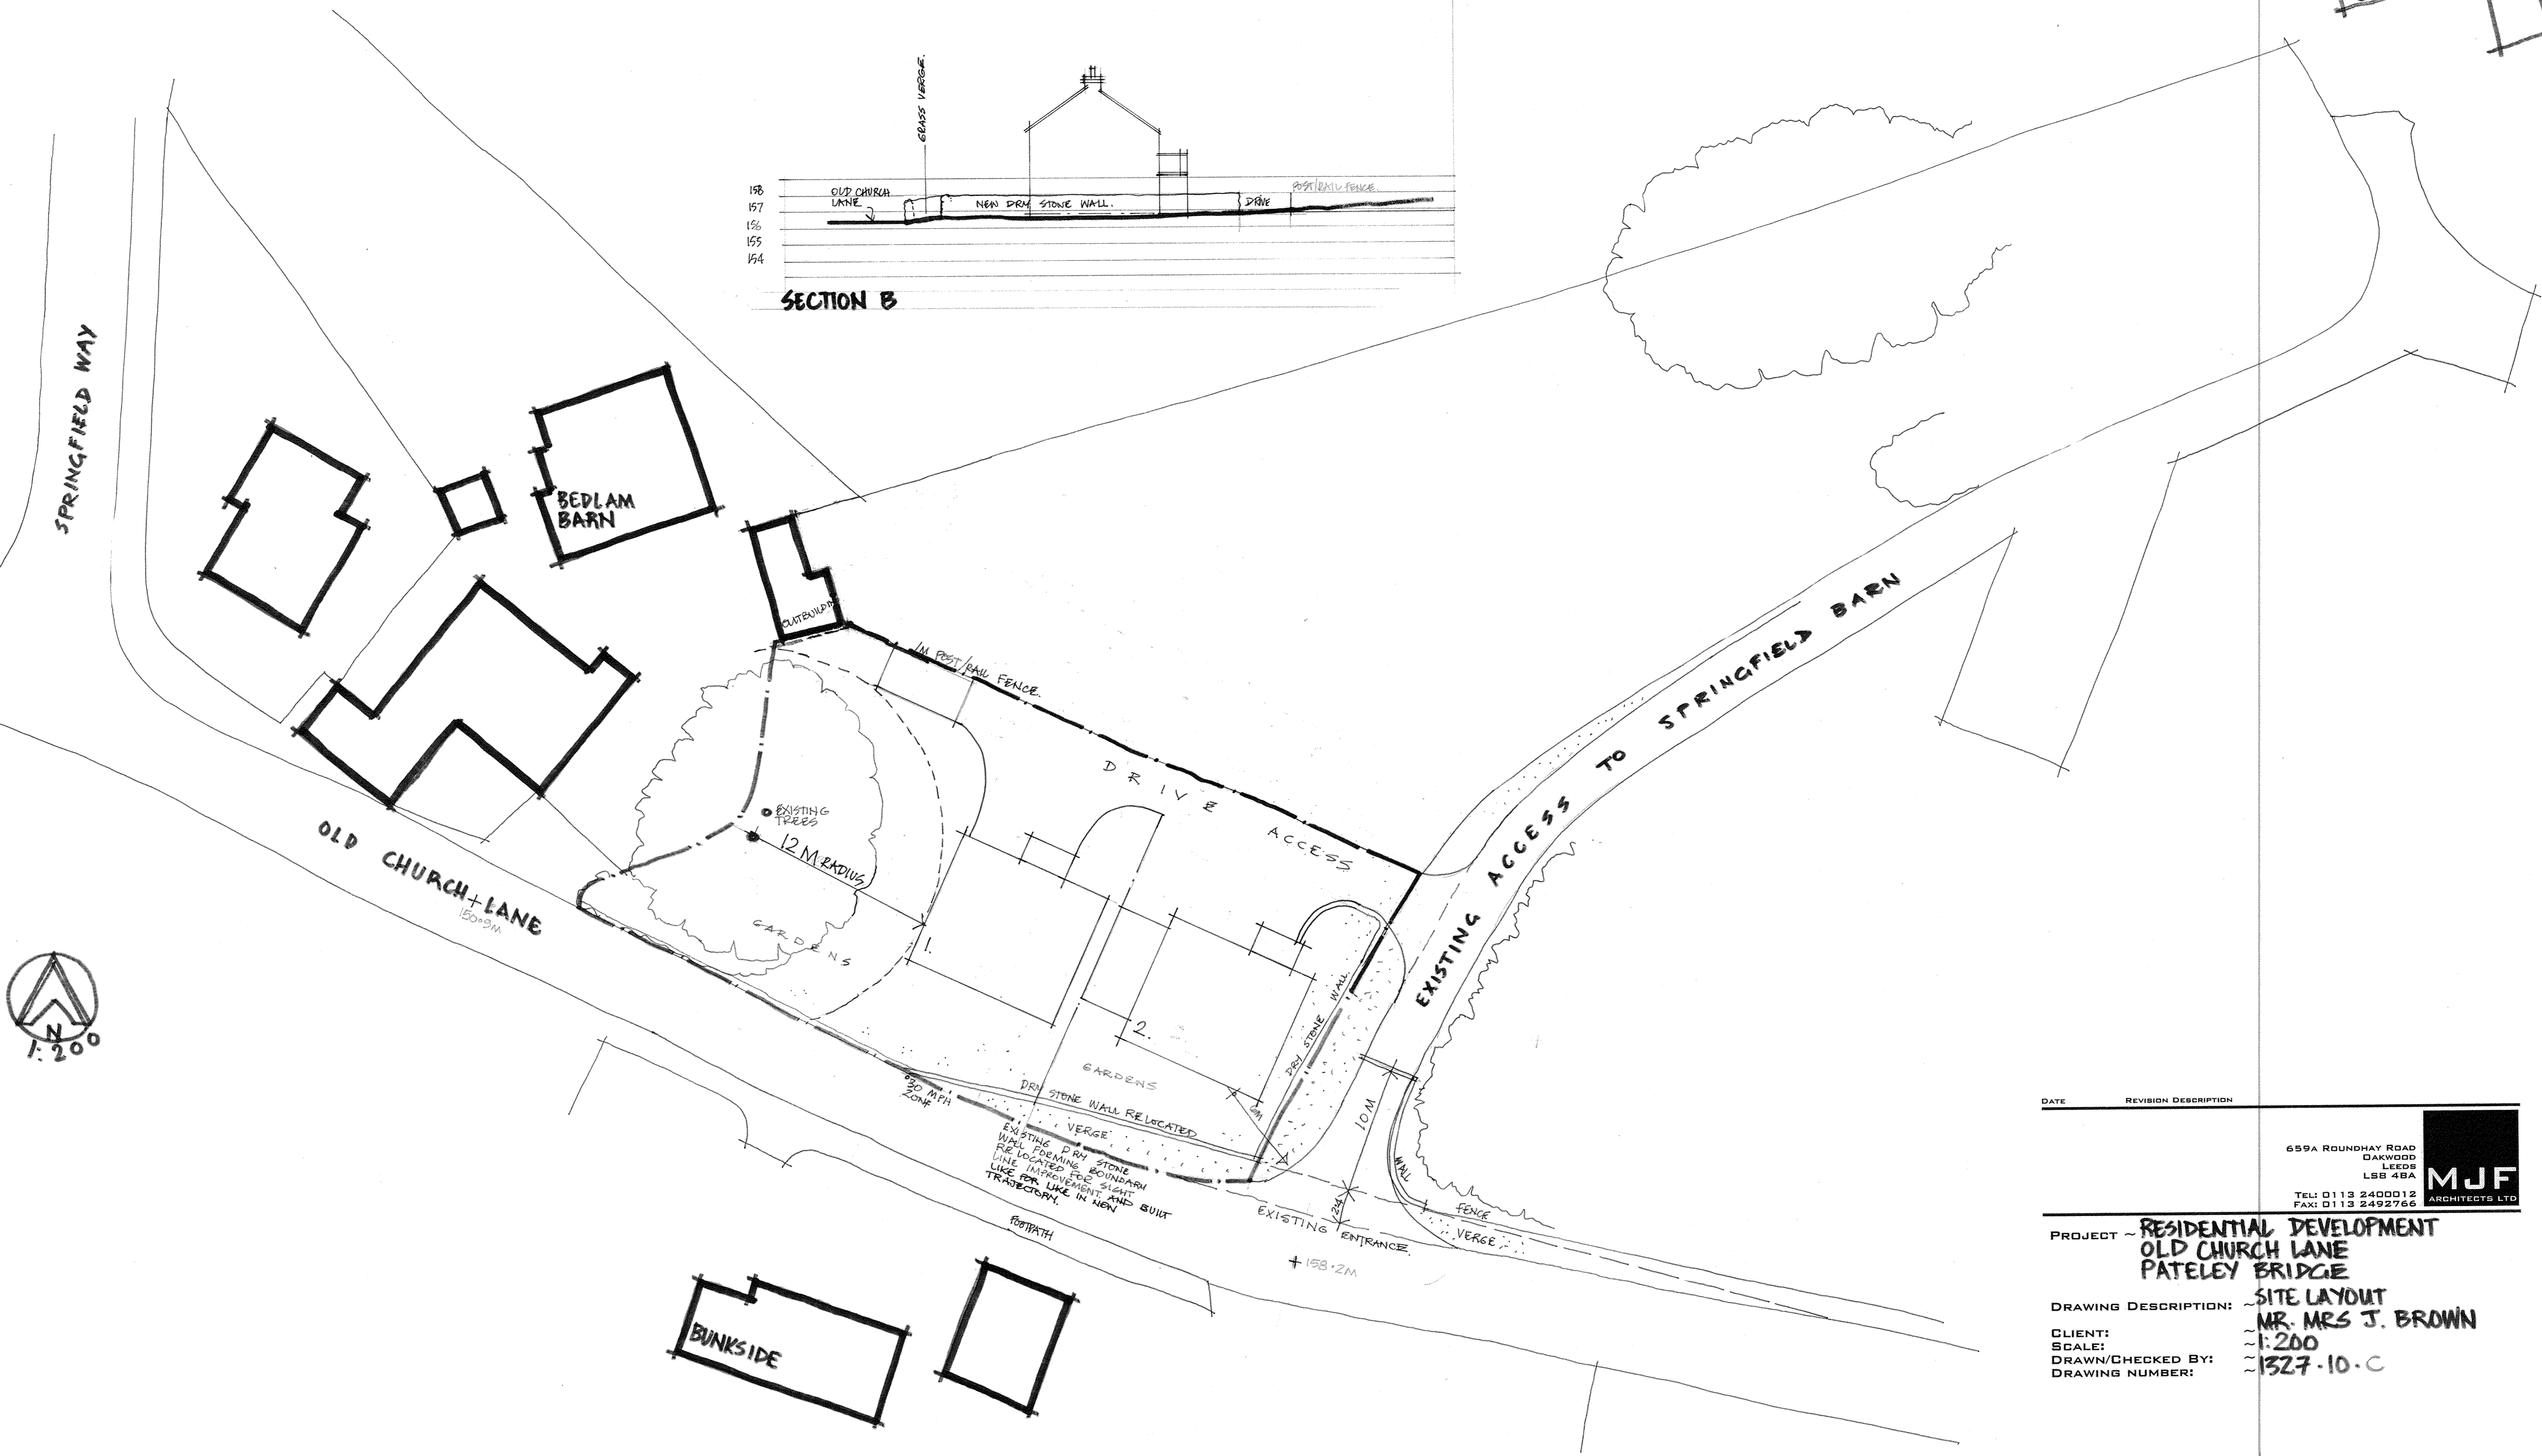 GRASS VERGE.
158
157
156
155
154
OLD CHURCH
LANE
NEW DRY STONE WALL.
DRIVE
POST/RAIL FENCE.
SECTION B
SPRINGFIELD WAY
BEDLAM
BARN
OUTBUILDING
1M POST/RAIL FENCE.
EXISTING
TREES
12M RADIUS
GARDENS
DRIVE ACCESS
EXISTING ACCESS TO SPRINGFIELD BARN
OLD CHURCH LANE
150.9M
1.
2.
GARDENS
DRY STONE WALL
6M
10M
2.4
WALL
FENCE
VERGE
30 MPH
ZONE
DRY STONE WALL RELOCATED
VERGE
EXISTING DRY STONE
WALL FORMING BOUNDARY
RELOCATED FOR SIGHT
LINE IMPROVEMENT. AND BUILT
LIKE FOR LIKE IN NEW
TRAJECTORY.
FOOTPATH
EXISTING ENTRANCE.
158.2M
BUNKSIDE
N
1:200
DATE REVISION DESCRIPTION
659A ROUNDHAY ROAD
OAKWOOD
LEEDS
LS8 4BA
TEL: 0113 2400012
FAX: 0113 2492766
MJF
ARCHITECTS LTD
PROJECT ~ RESIDENTIAL DEVELOPMENT
OLD CHURCH LANE
PATELEY BRIDGE
DRAWING DESCRIPTION: ~ SITE LAYOUT
CLIENT: ~ MR. MRS J. BROWN
SCALE: ~ 1:200
DRAWN/CHECKED BY: ~
DRAWING NUMBER: ~ 1327.10.C